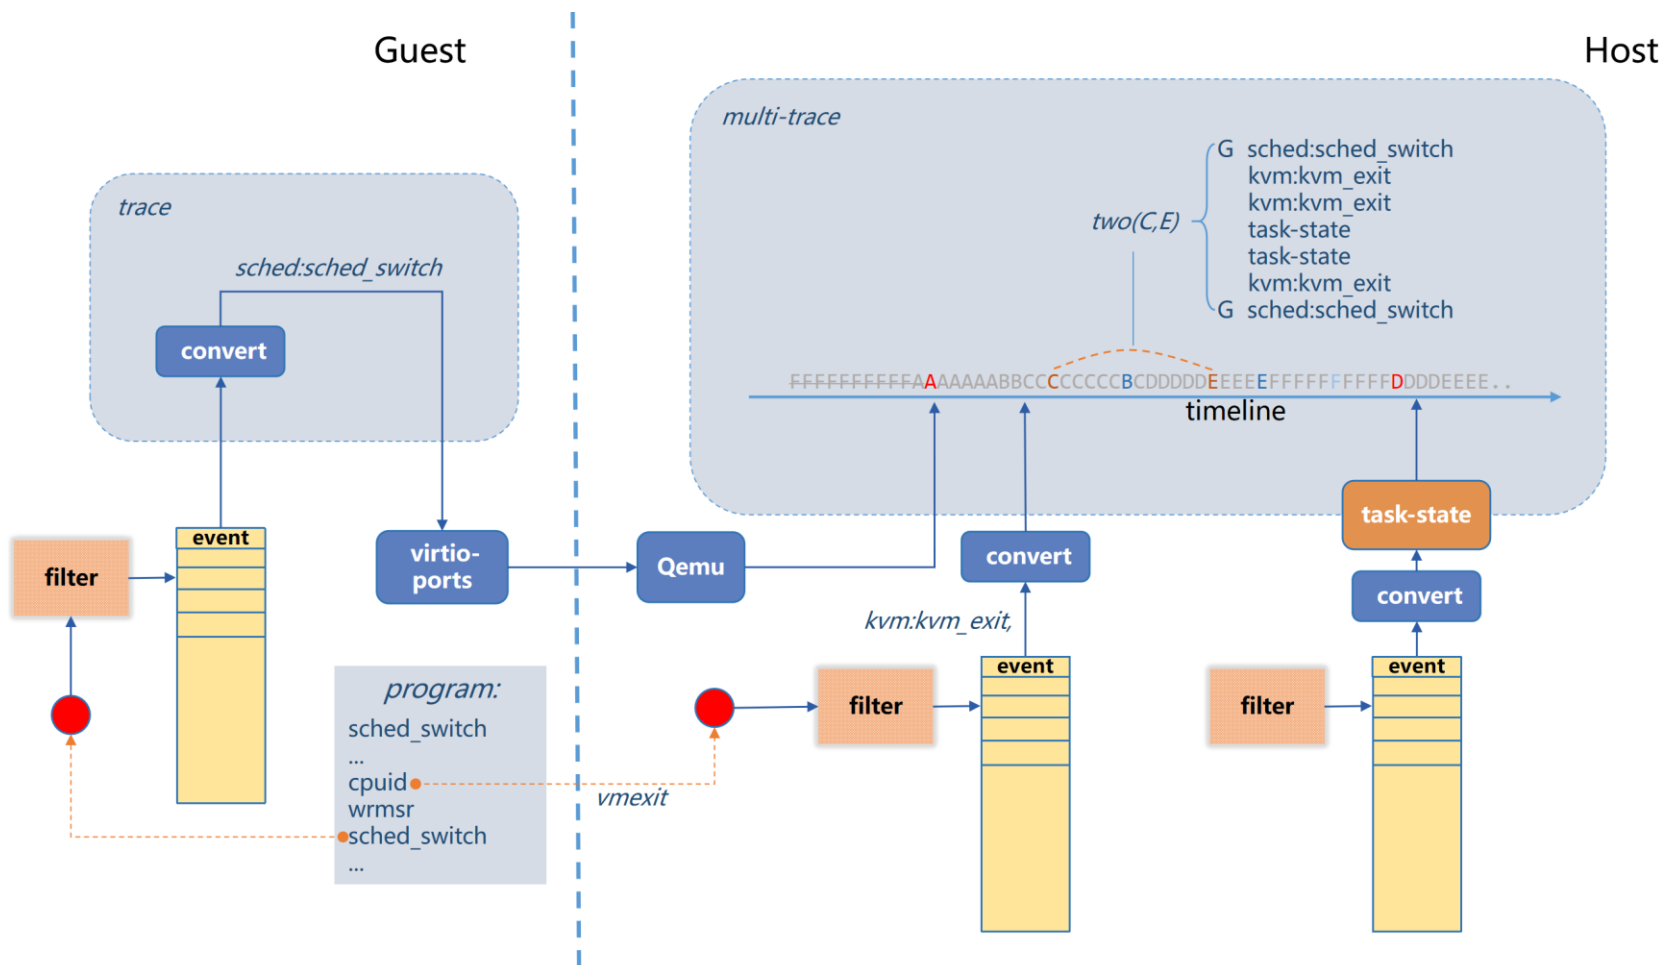 Guest
Host
trace
sched:sched_switch
convert
event
filter
virtio-
ports
program:
sched_switch
...
cpuid
wrmsr
sched_switch
...
vmexit
multi-trace
two(C,E)
G sched:sched_switch
kvm:kvm_exit
kvm:kvm_exit
task-state
task-state
kvm:kvm_exit
G sched:sched_switch
FFFFFFFFFFFAAAAAAABBCCCCCCCCBCDDDDDEEEEEEFFFFFFFFFFDDDDEEEE..
timeline
Qemu
convert
kvm:kvm_exit,
event
filter
task-state
convert
event
filter